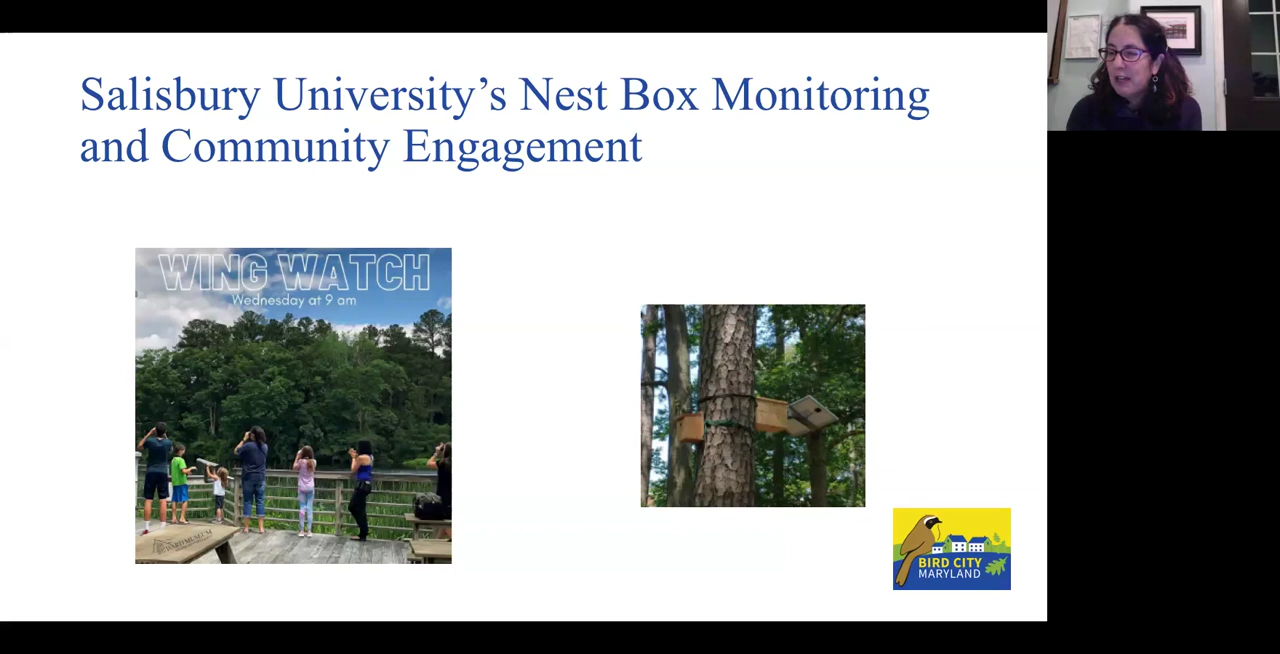 Salisbury University’s Nest Box Monitoring
and Community Engagement
WING WATCH
Wednesday at 9 am
BIRD CITY
MARYLAND